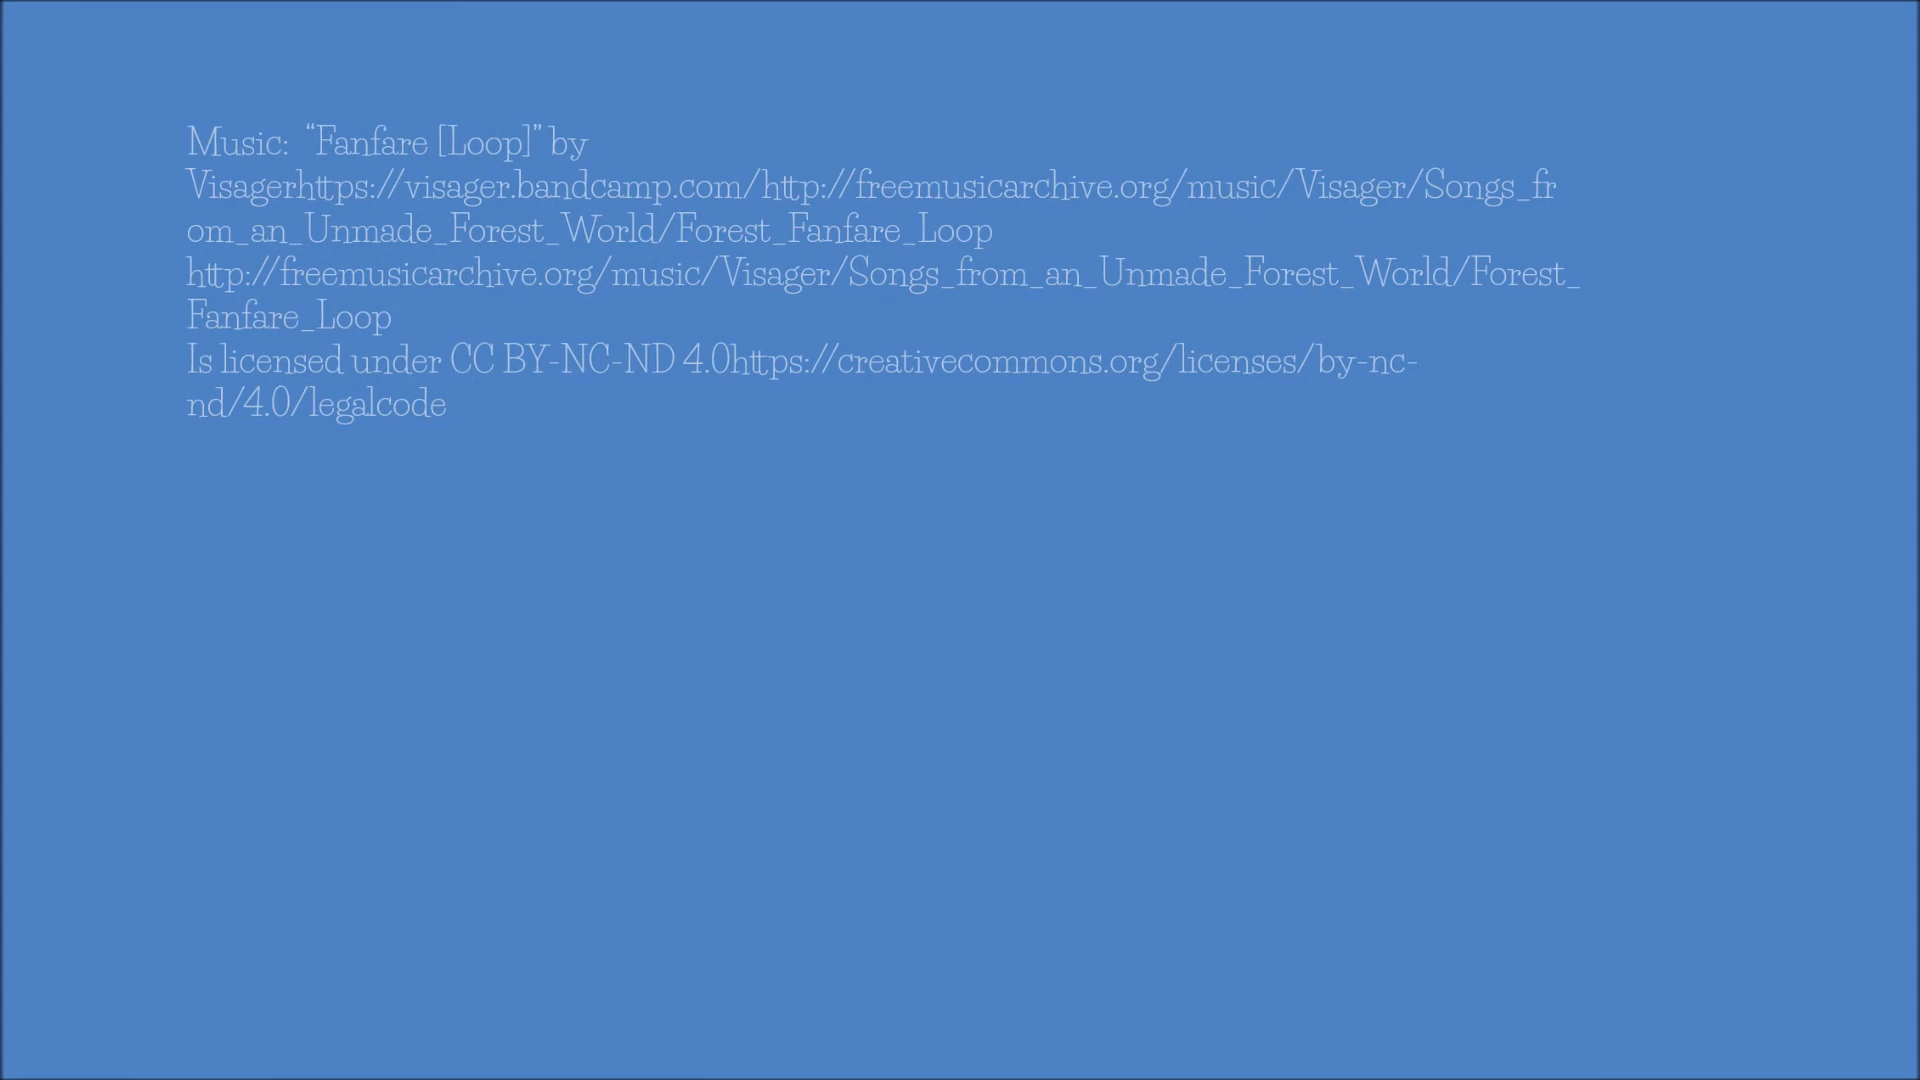 Music:  “Fanfare [Loop]” by
Visagerhttps://visager.bandcamp.com/http://freemusicarchive.org/music/Visager/Songs_fr
om_an_Unmade_Forest_World/Forest_Fanfare_Loop
http://freemusicarchive.org/music/Visager/Songs_from_an_Unmade_Forest_World/Forest_
Fanfare_Loop
Is licensed under CC BY-NC-ND 4.0https://creativecommons.org/licenses/by-nc-
nd/4.0/legalcode